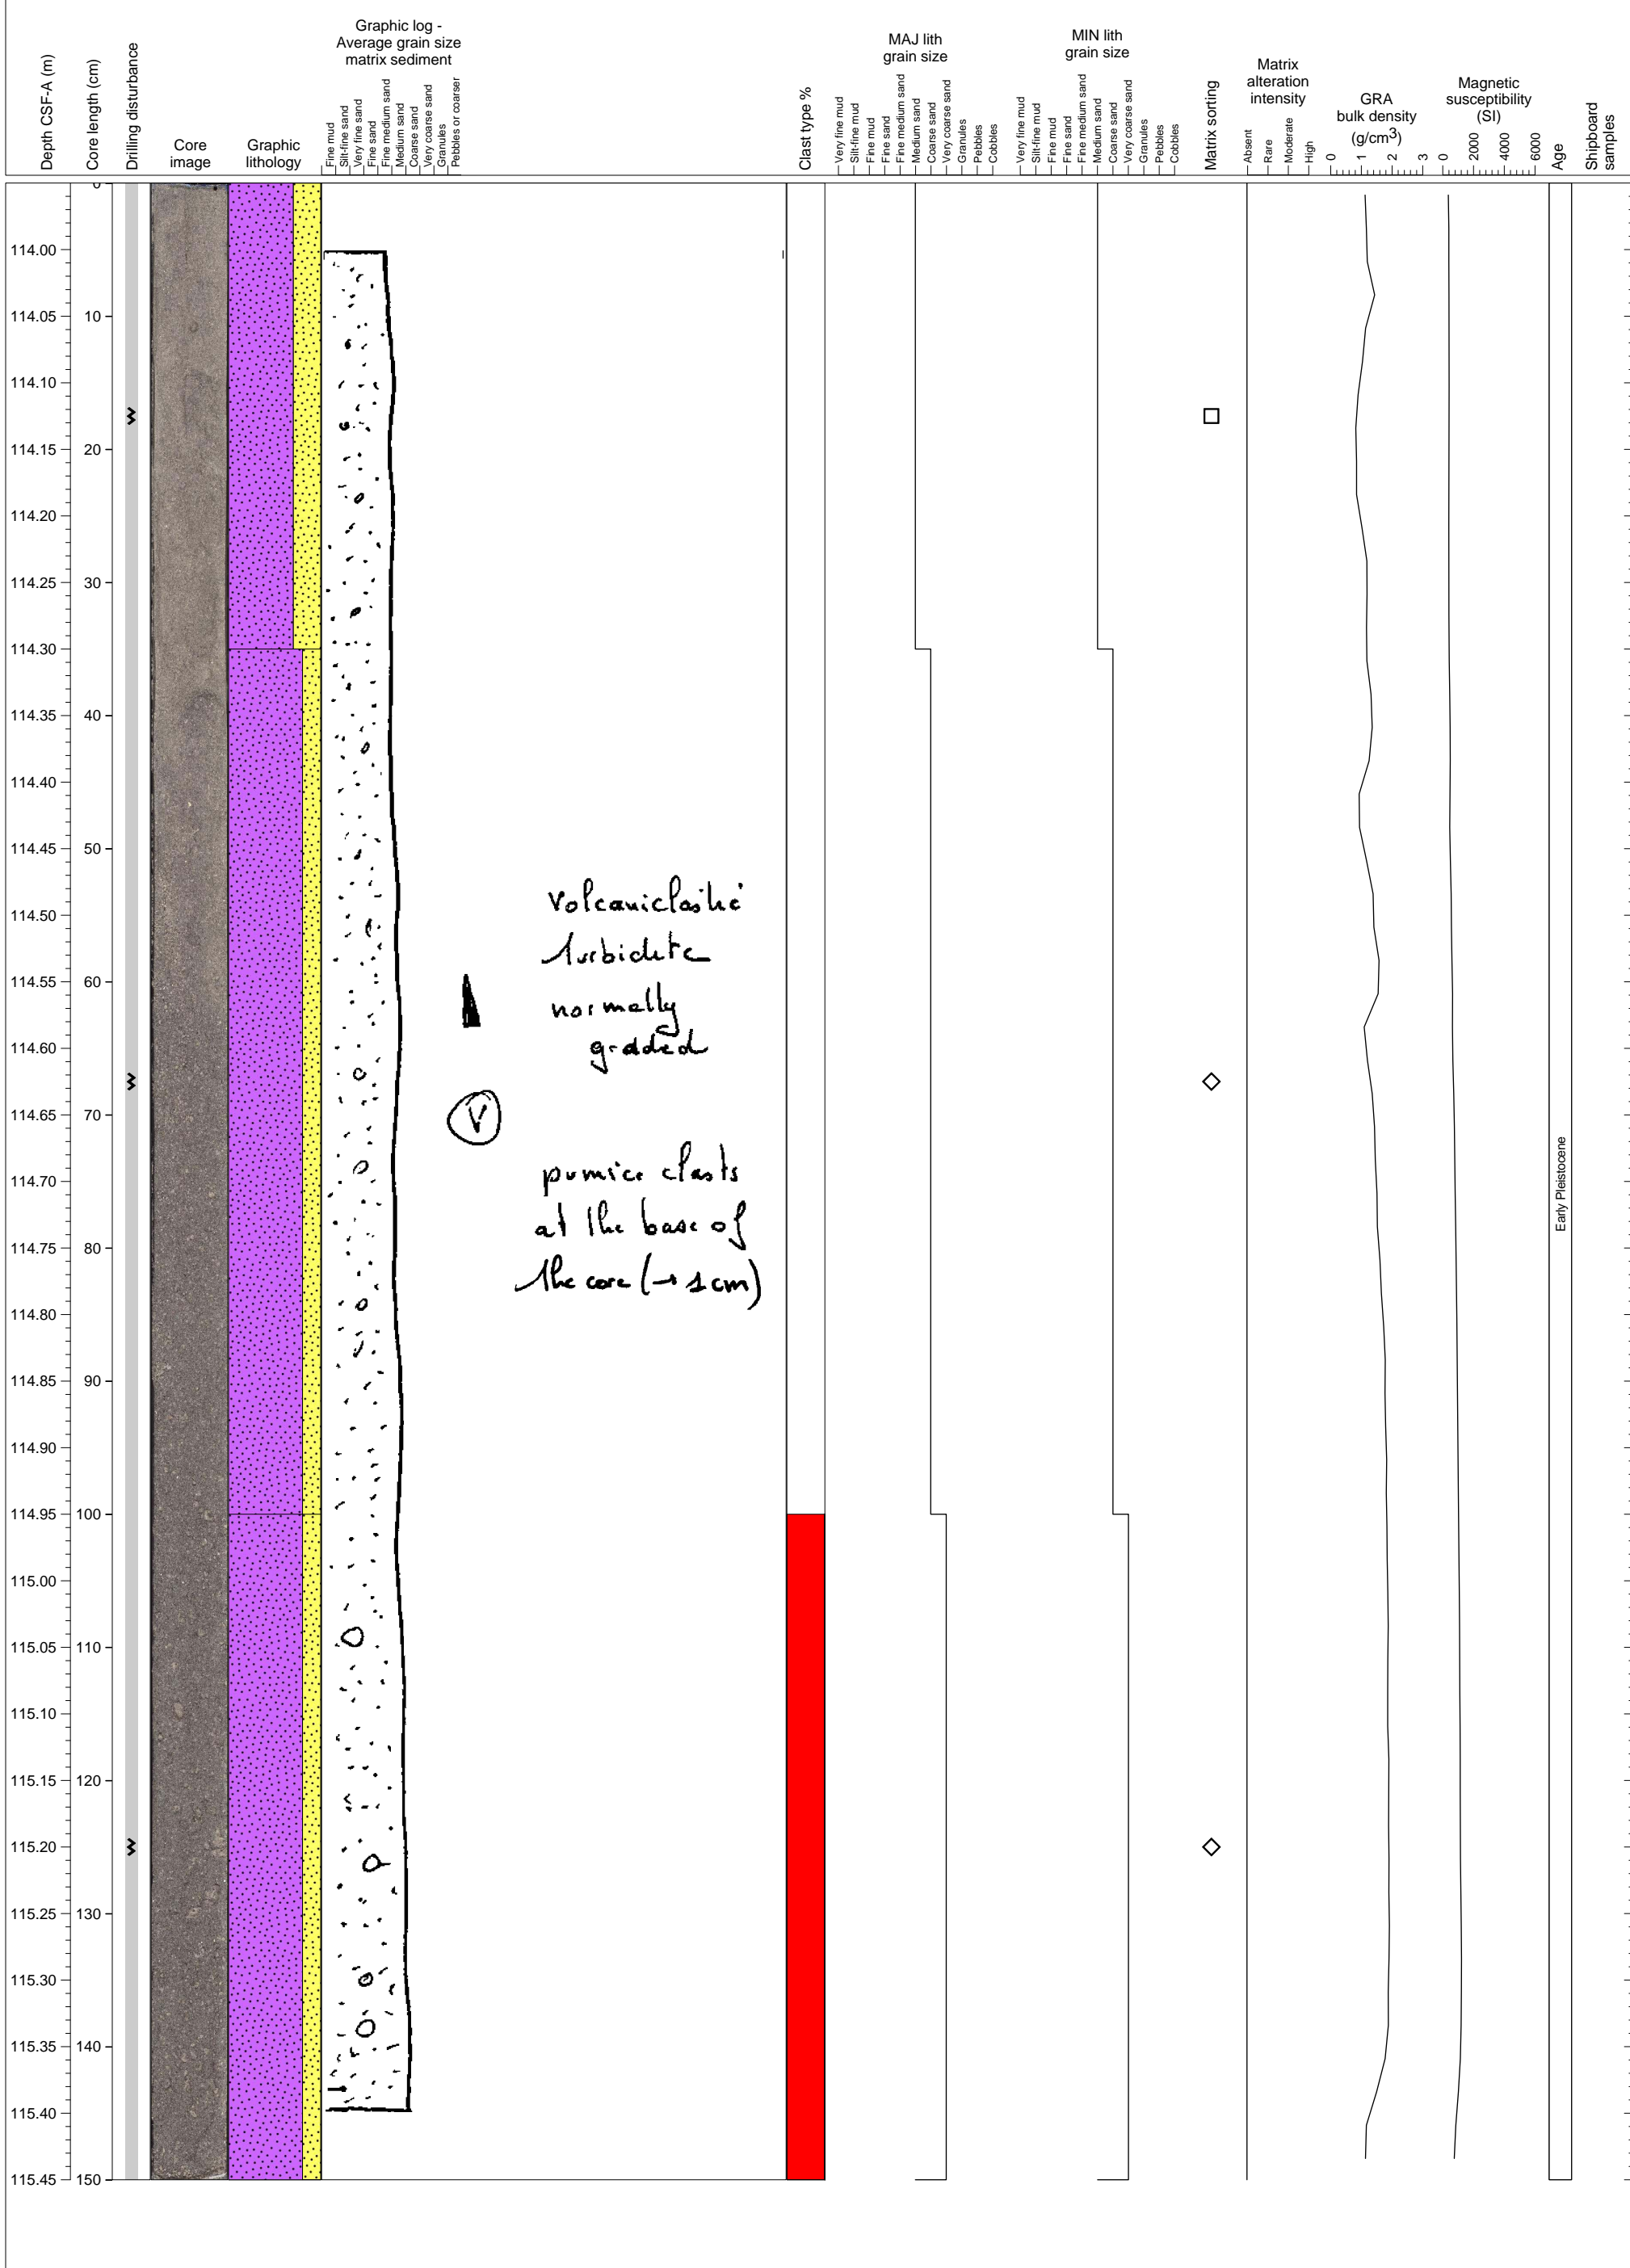 Depth CSF-A (m)
Core length (cm)
Drilling disturbance
Core
image
Graphic
lithology
Graphic log -
Average grain size
matrix sediment
Fine mud
Silt-fine sand
Very fine sand
Fine sand
Fine medium sand
Medium sand
Coarse sand
Very coarse sand
Granules
Pebbles or coarser
Clast type %
MAJ lith
grain size
Very fine mud
Silt-fine mud
Fine mud
Fine sand
Fine medium sand
Medium sand
Coarse sand
Very coarse sand
Granules
Pebbles
Cobbles
MIN lith
grain size
Very fine mud
Silt-fine mud
Fine mud
Fine sand
Fine medium sand
Medium sand
Coarse sand
Very coarse sand
Granules
Pebbles
Cobbles
Matrix sorting
Matrix
alteration
intensity
Absent
Rare
Moderate
High
GRA
bulk density
(g/cm3)
0
1
2
3
Magnetic
susceptibility
(SI)
0
2000
4000
6000
Age
Shipboard
samples
0
114.00
114.05 10
114.10
114.15 20
114.20
114.25 30
114.30
114.35 40
114.40
114.45 50
114.50
114.55 60
114.60
114.65 70
114.70
114.75 80
114.80
114.85 90
114.90
114.95 100
115.00
115.05 110
115.10
115.15 120
115.20
115.25 130
115.30
115.35 140
115.40
115.45 150
volcaniclastic
turbidite
normally
graded
V
pumice clasts
at the base of
the core (→ 1cm)
Early Pleistocene